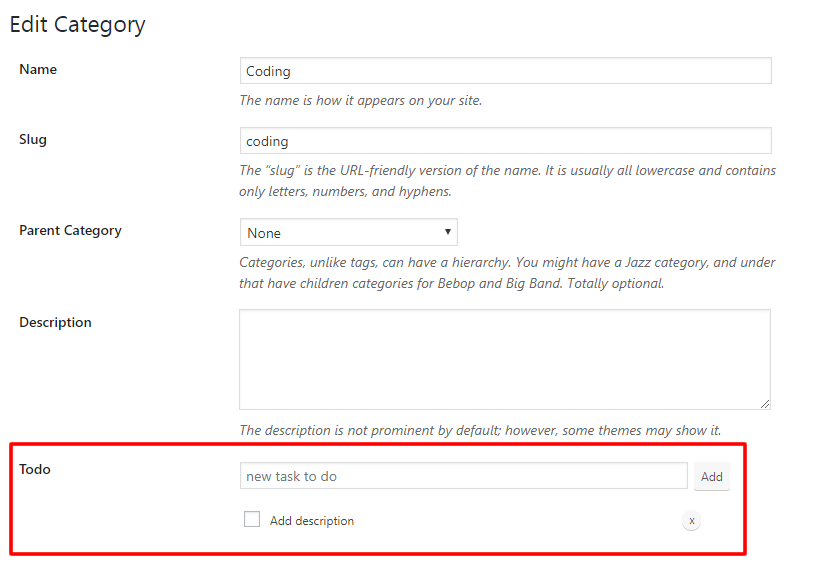 Edit Category
Name
Coding
The name is how it appears on your site.
Slug
coding
The “slug” is the URL-friendly version of the name. It is usually all lowercase and contains
only letters, numbers, and hyphens.
Parent Category
None
Categories, unlike tags, can have a hierarchy. You might have a Jazz category, and under
that have children categories for Bebop and Big Band. Totally optional.
Description
The description is not prominent by default; however, some themes may show it.
Todo
new task to do
Add
Add description
x